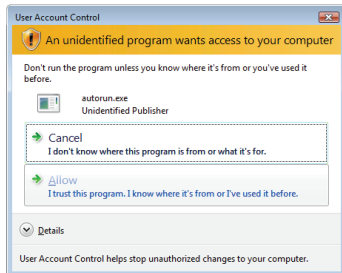 User Account Control
An unidentified program wants access to your computer
Don't run the program unless you know where it's from or you've used it
before.
autorun.exe
Unidentified Publisher
Cancel
I don't know where this program is from or what it's for.
Allow
I trust this program. I know where it's from or I've used it before.
Details
User Account Control helps stop unauthorized changes to your computer.